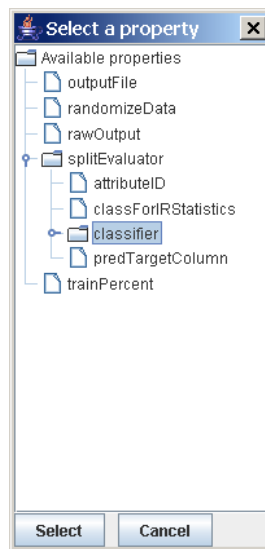 Select a property
Available properties
outputFile
randomizeData
rawOutput
splitEvaluator
attributeID
classForIRStatistics
classifier
predTargetColumn
trainPercent
Select Cancel